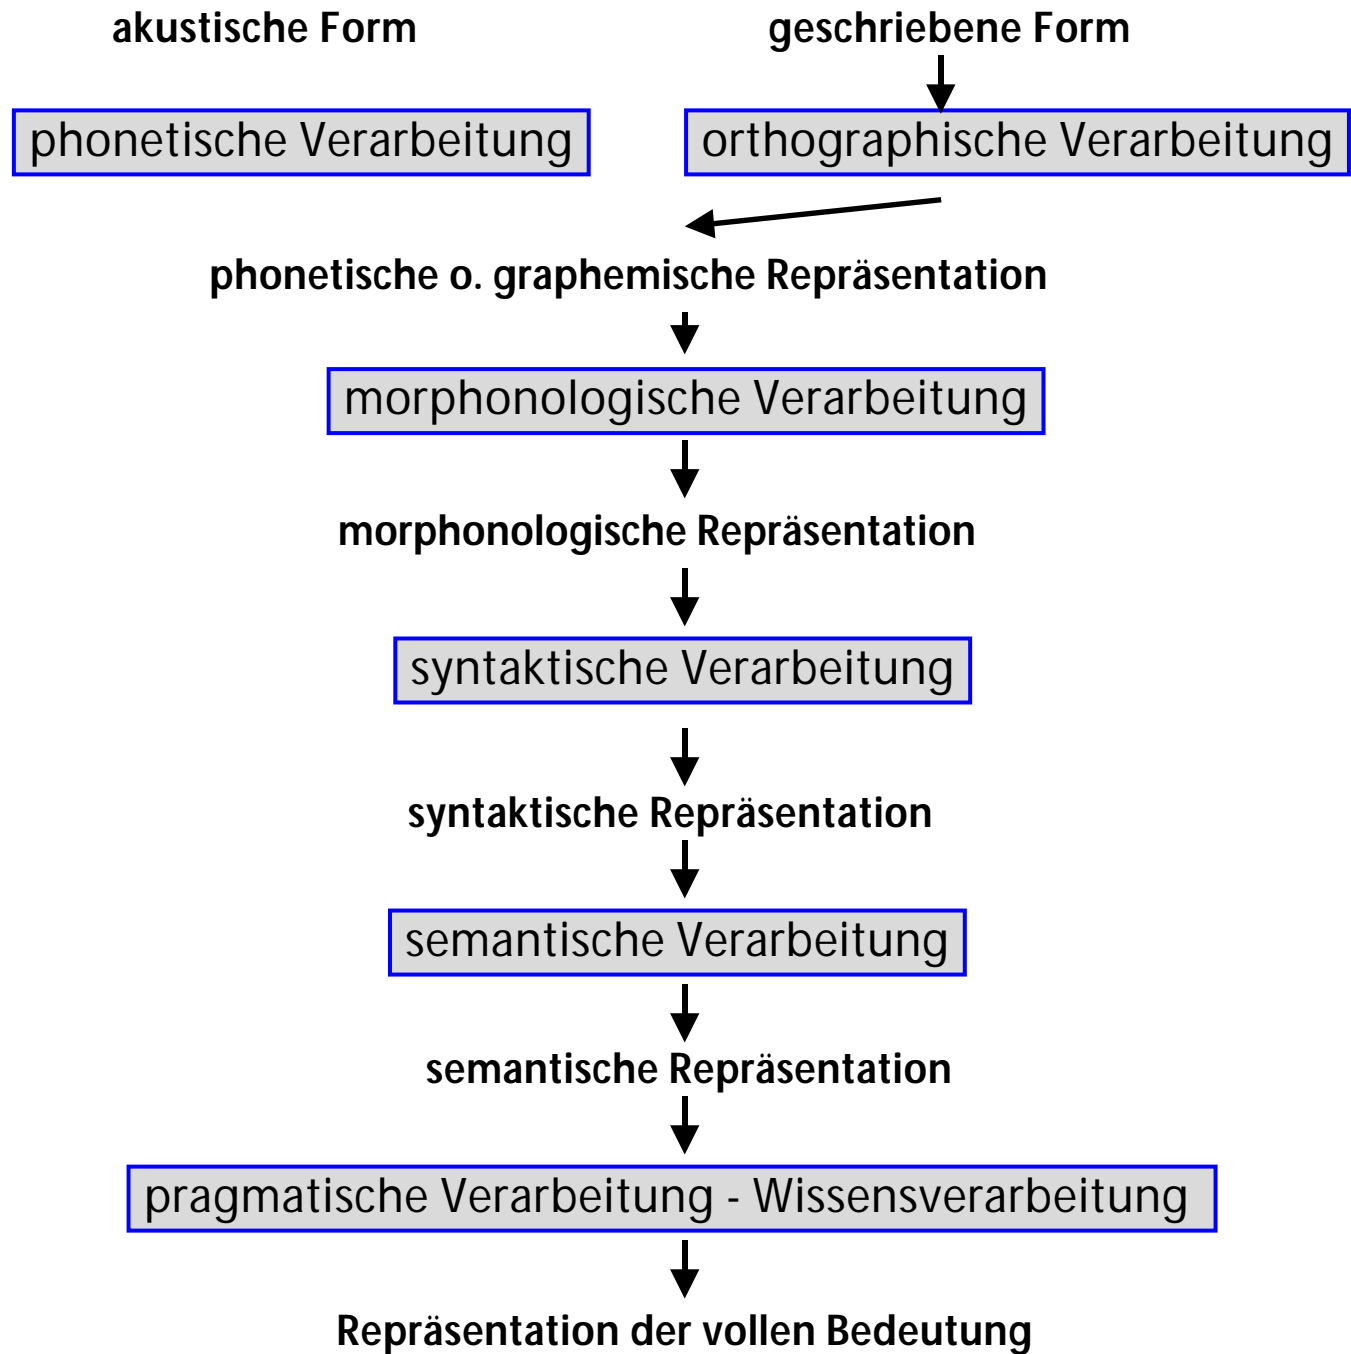 akustische Form
geschriebene Form
phonetische Verarbeitung
orthographische Verarbeitung
phonetische o. graphemische Repräsentation
morphonologische Verarbeitung
morphonologische Repräsentation
syntaktische Verarbeitung
syntaktische Repräsentation
semantische Verarbeitung
semantische Repräsentation
pragmatische Verarbeitung - Wissensverarbeitung
Repräsentation der vollen Bedeutung